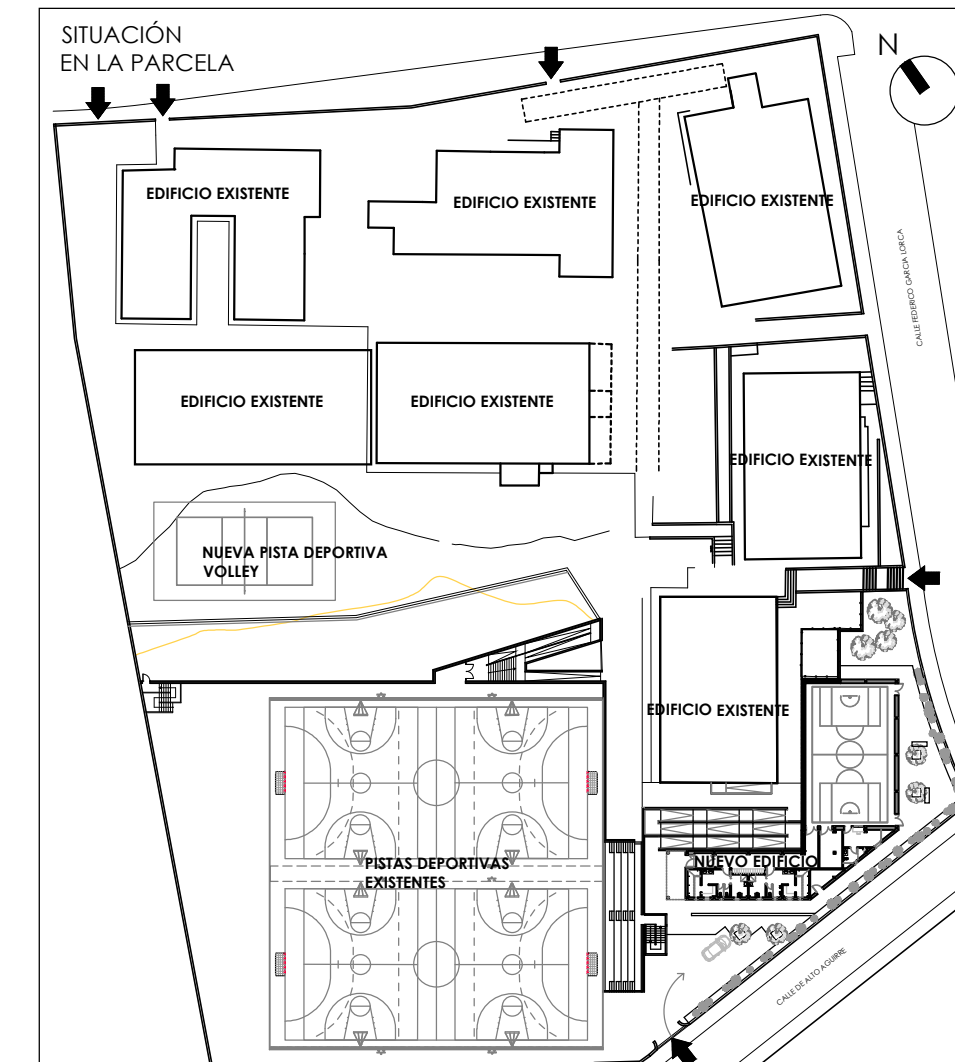 SITUACIÓN
EN LA PARCELA
N
EDIFICIO EXISTENTE
EDIFICIO EXISTENTE
EDIFICIO EXISTENTE
CALLE FEDERICO GARCIA LORCA
EDIFICIO EXISTENTE
EDIFICIO EXISTENTE
EDIFICIO EXISTENTE
NUEVA PISTA DEPORTIVA
VOLLEY
EDIFICIO EXISTENTE
PISTAS DEPORTIVAS
EXISTENTES
NUEVO EDIFICIO
CALLE DE ALTO AGUIRRE